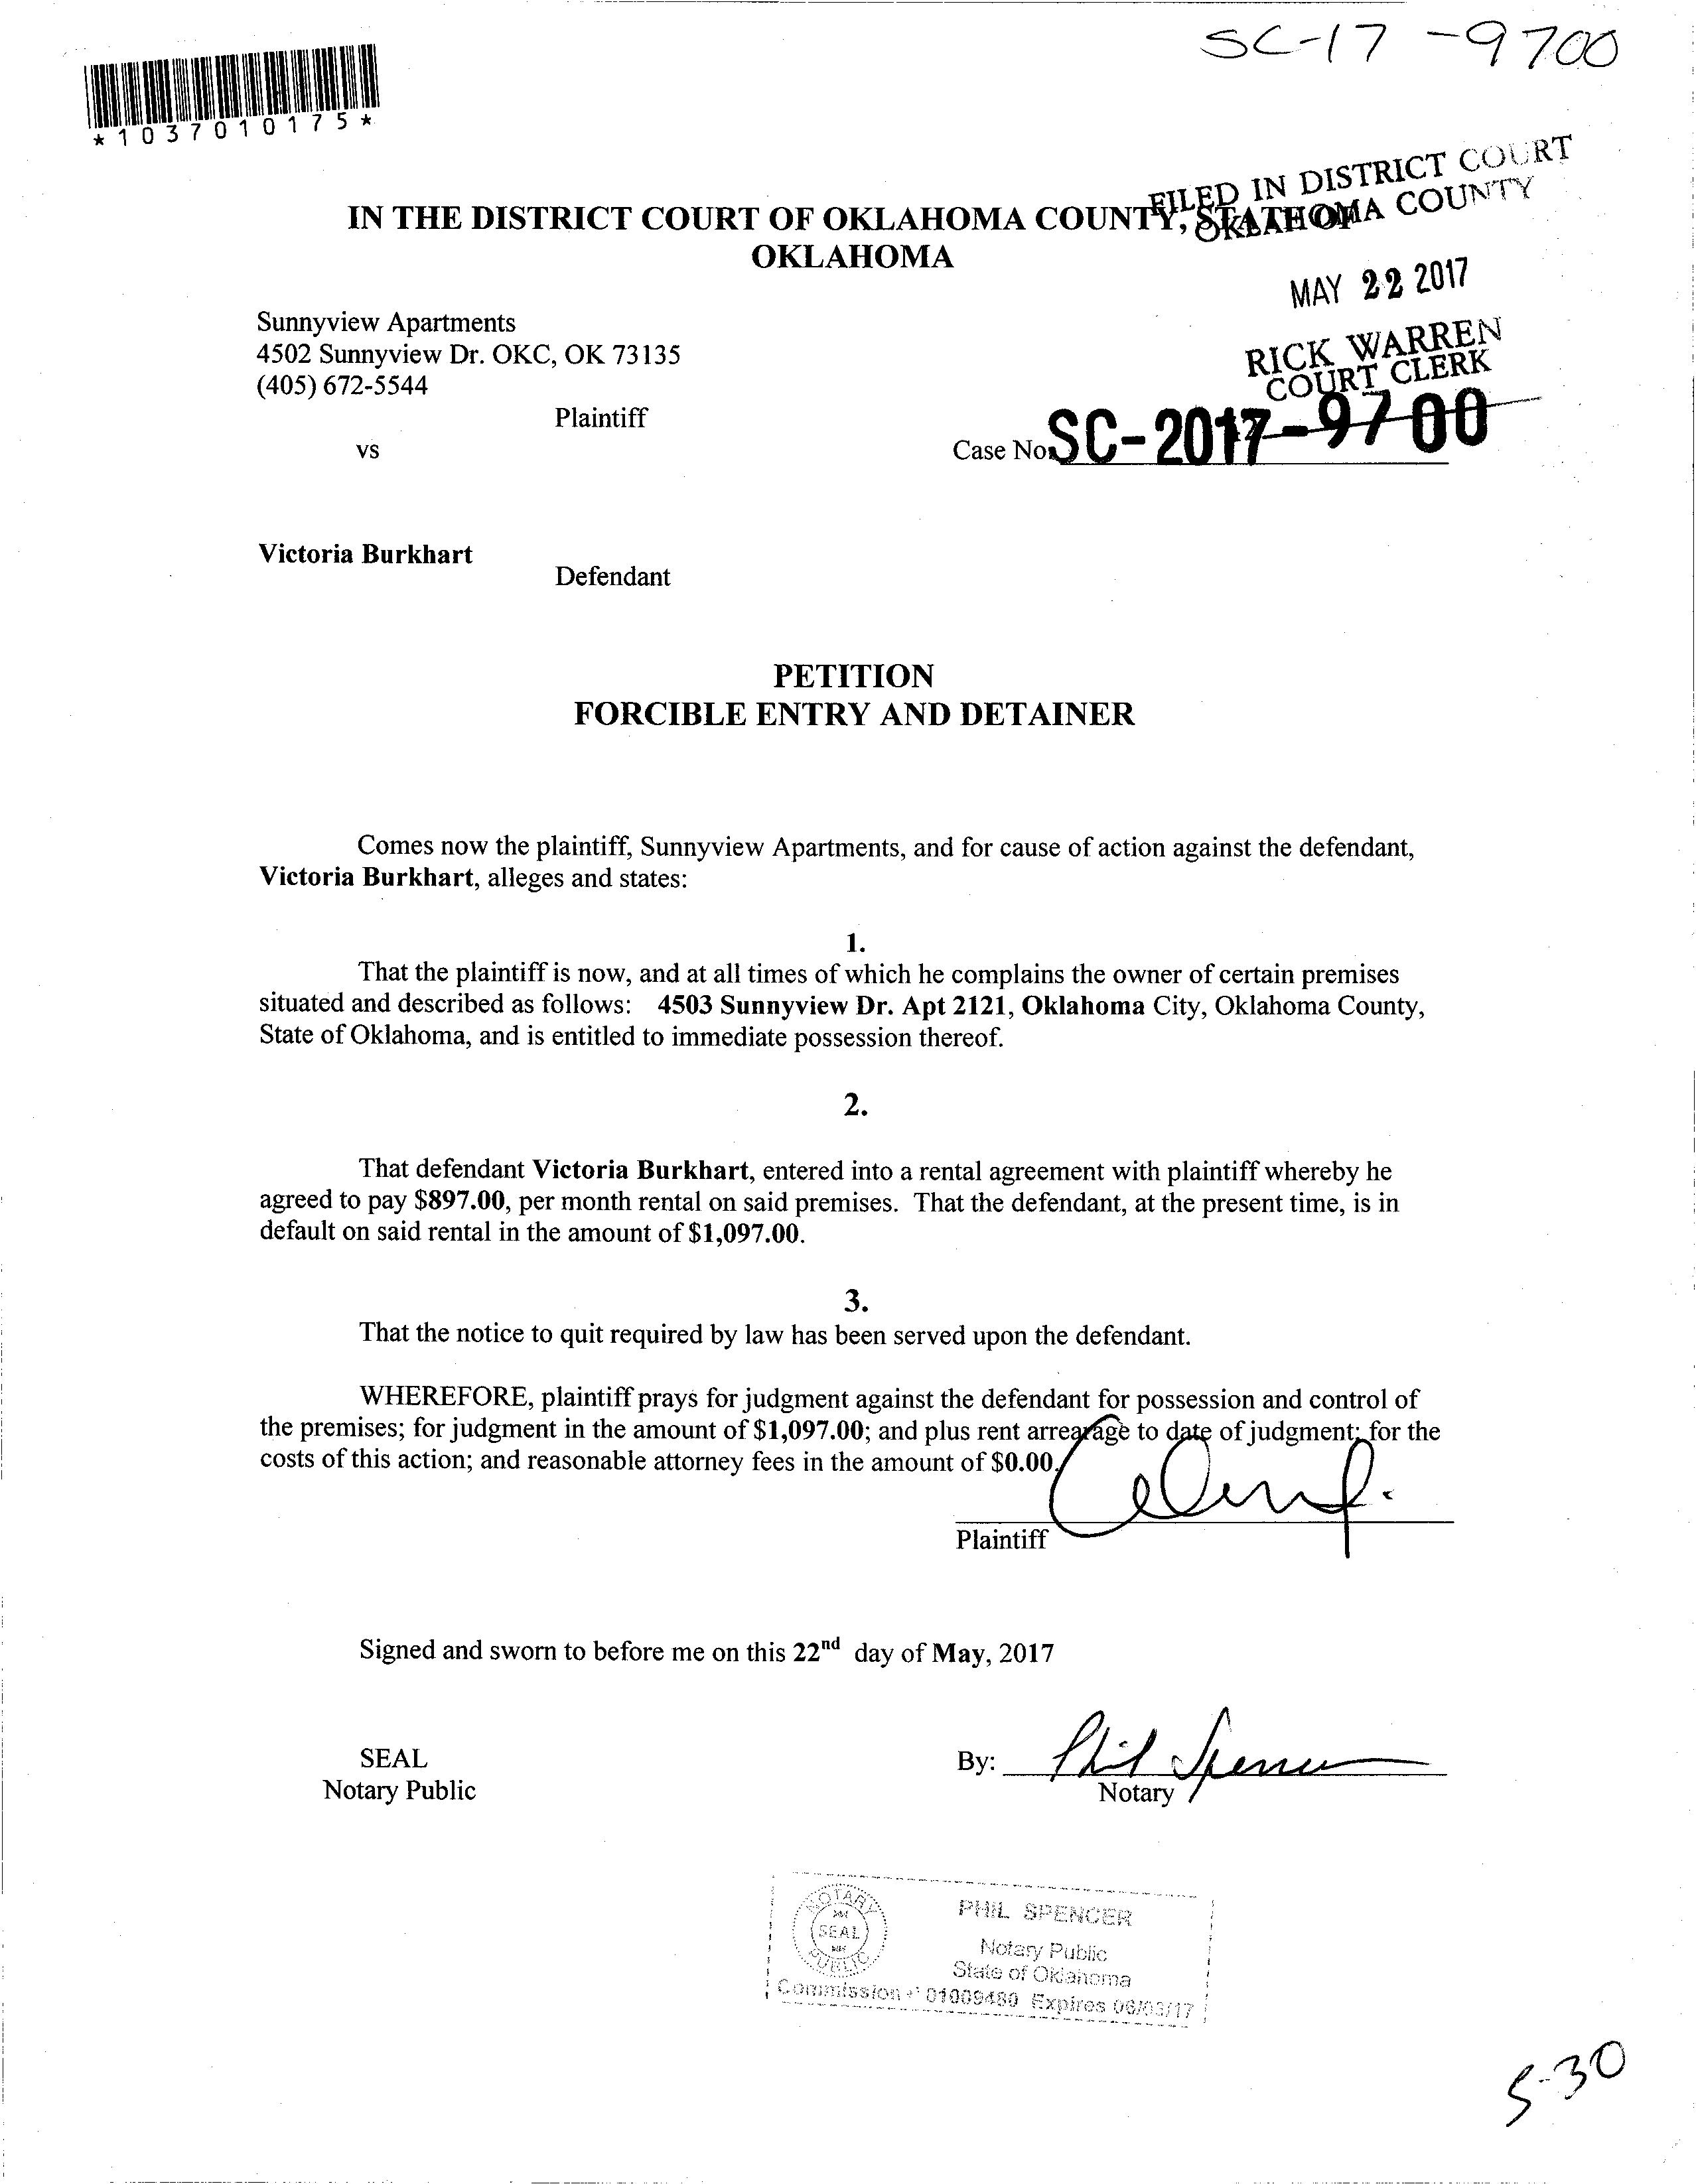 SC-17-9700
*1037010175*
FILED IN DISTRICT COURT
OKLAHOMA COUNTY
IN THE DISTRICT COURT OF OKLAHOMA COUNTY, STATE OF
OKLAHOMA
MAY 22 2017
Sunnyview Apartments
4502 Sunnyview Dr. OKC, OK 73135
(405) 672-5544
RICK WARREN
COURT CLERK
Plaintiff
vs
Case No. SC-2017-9700
Victoria Burkhart
Defendant
PETITION
FORCIBLE ENTRY AND DETAINER
Comes now the plaintiff, Sunnyview Apartments, and for cause of action against the defendant,
Victoria Burkhart, alleges and states:
1.
That the plaintiff is now, and at all times of which he complains the owner of certain premises
situated and described as follows: 4503 Sunnyview Dr. Apt 2121, Oklahoma City, Oklahoma County,
State of Oklahoma, and is entitled to immediate possession thereof.
2.
That defendant Victoria Burkhart, entered into a rental agreement with plaintiff whereby he
agreed to pay $897.00, per month rental on said premises. That the defendant, at the present time, is in
default on said rental in the amount of $1,097.00.
3.
That the notice to quit required by law has been served upon the defendant.
WHEREFORE, plaintiff prays for judgment against the defendant for possession and control of
the premises; for judgment in the amount of $1,097.00; and plus rent arrearage to date of judgment; for the
costs of this action; and reasonable attorney fees in the amount of $0.00.
Plaintiff
Signed and sworn to before me on this 22nd day of May, 2017
SEAL
Notary Public
By: Phil Spencer
Notary
NOTARY
SEAL
PUBLIC
PHIL SPENCER
Notary Public
State of Oklahoma
Commission # 01009480 Expires 06/03/17
5-30